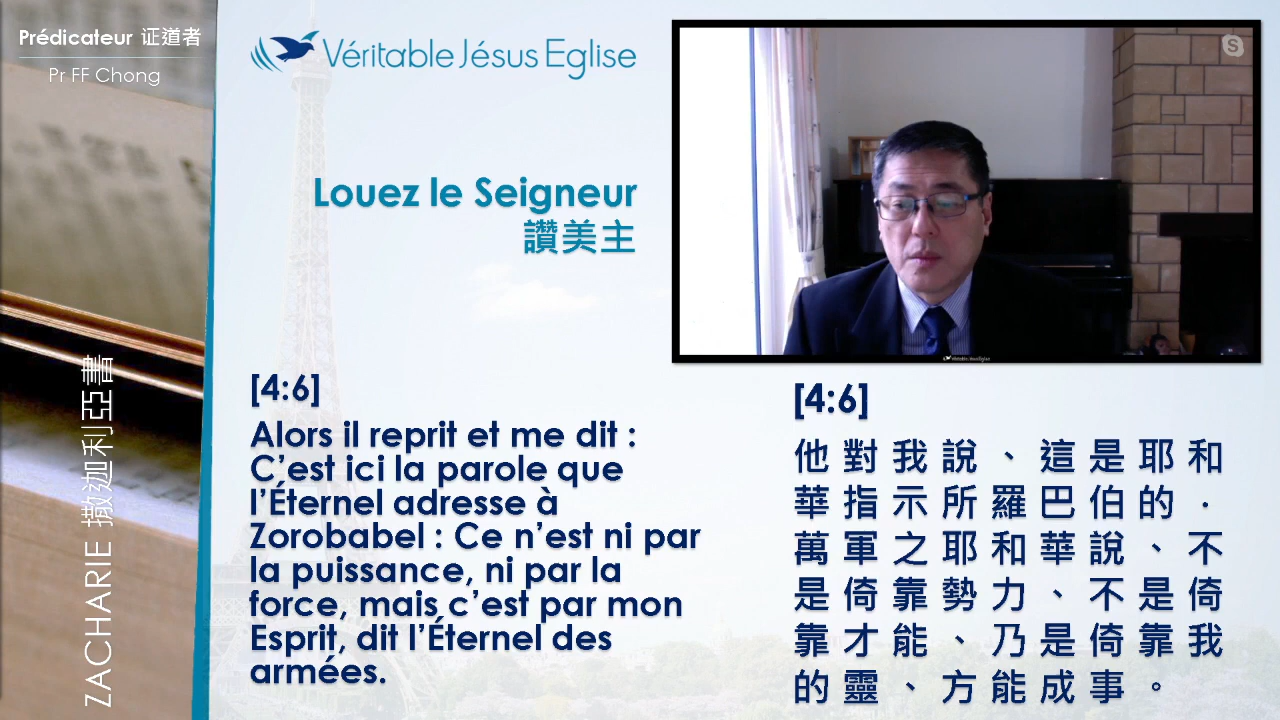 Prédicateur 证道者
Pr FF Chong
Véritable Jésus Eglise
Louez le Seigneur
讚美主
[4:6]
Alors il reprit et me dit :
C’est ici la parole que
l’Éternel adresse à
Zorobabel : Ce n’est ni par
la puissance, ni par la
force, mais c’est par mon
Esprit, dit l’Éternel des
armées.
[4:6]
他對我說、這是耶和
華指示所羅巴伯的．
萬軍之耶和華說、不
是倚靠勢力、不是倚
靠才能、乃是倚靠我
的靈、方能成事。
ZACHARIE 撒迦利亞書